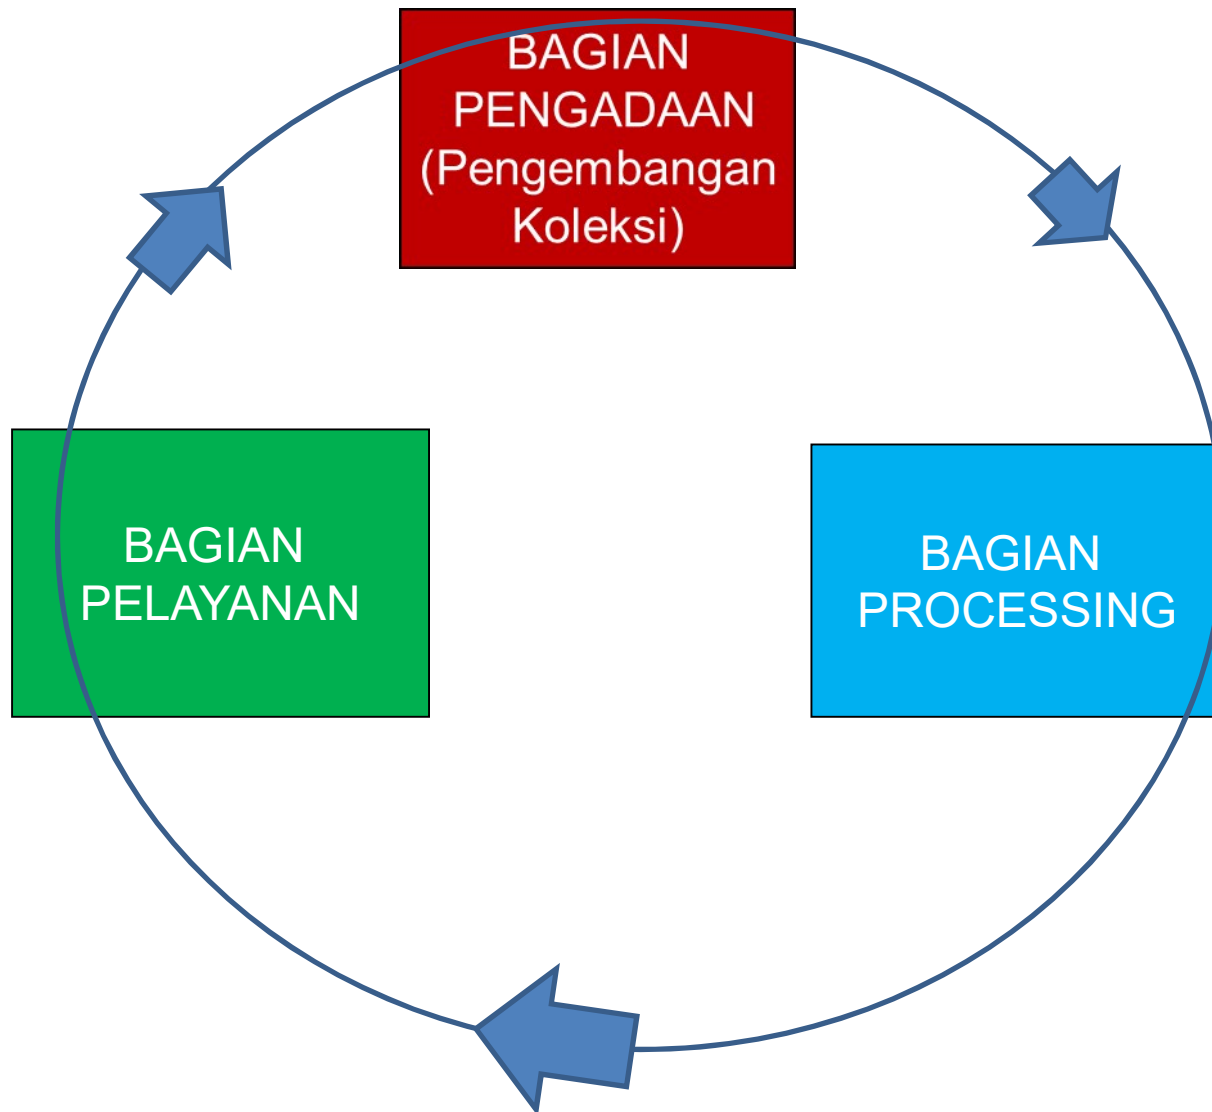 BAGIAN
PENGADAAN
(Pengembangan
Koleksi)
BAGIAN
PELAYANAN
BAGIAN
PROCESSING